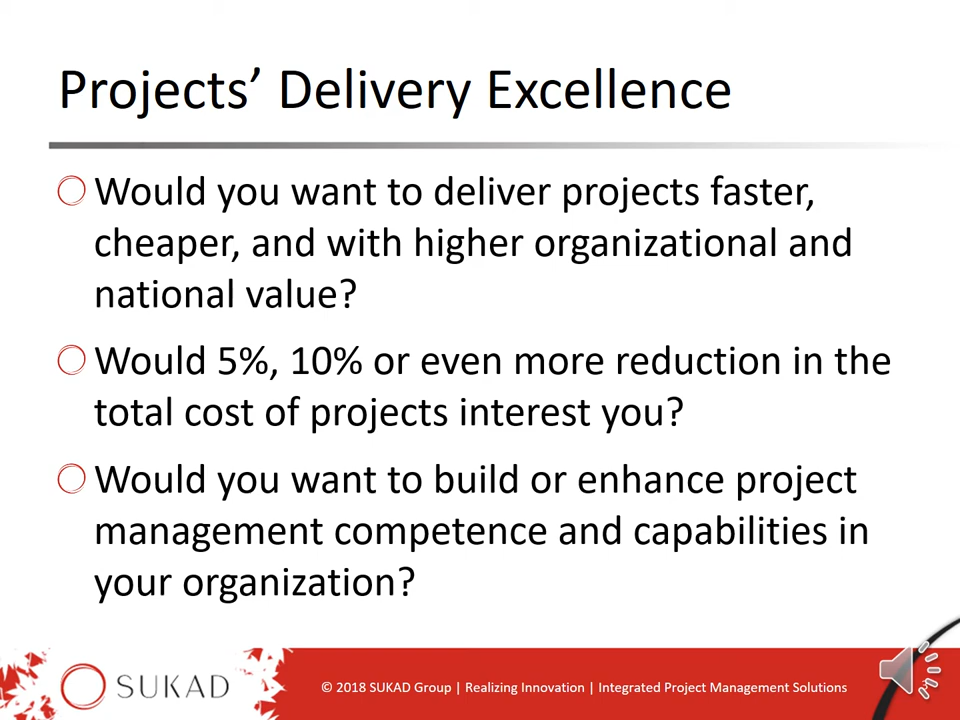 Projects’ Delivery Excellence
Would you want to deliver projects faster,
cheaper, and with higher organizational and
national value?
Would 5%, 10% or even more reduction in the
total cost of projects interest you?
Would you want to build or enhance project
management competence and capabilities in
your organization?
SUKAD
© 2018 SUKAD Group | Realizing Innovation | Integrated Project Management Solutions